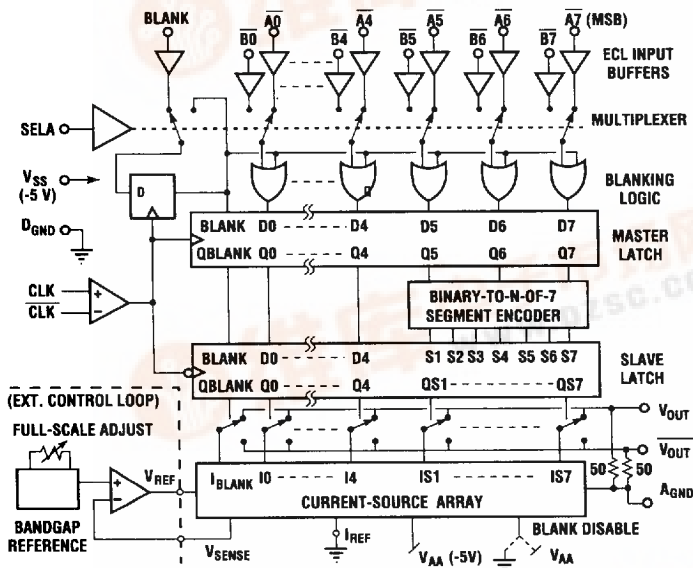 BLANK A0 A4 A5 A6 A7 (MSB)
B0 B4 B5 B6 B7
ECL INPUT
BUFFERS
SELA
MULTIPLEXER
VSS
(-5 V)
D
BLANKING
LOGIC
DGND
BLANK D0 D4 D5 D6 D7
QBLANK Q0 Q4 Q5 Q6 Q7
MASTER
LATCH
CLK
CLK
+
−
BINARY-TO-N-OF-7
SEGMENT ENCODER
BLANK D0 D4 S1 S2 S3 S4 S5 S6 S7
QBLANK Q0 Q4 QS1 QS7
SLAVE
LATCH
(EXT. CONTROL LOOP)
FULL-SCALE ADJUST
VOUT
VOUT
50 50
AGND
+
−
VREF
IBLANK I0 I4 IS1 IS7
CURRENT-SOURCE ARRAY
BANDGAP
REFERENCE
VSENSE
IREF
VAA (-5V)
BLANK DISABLE
VAA